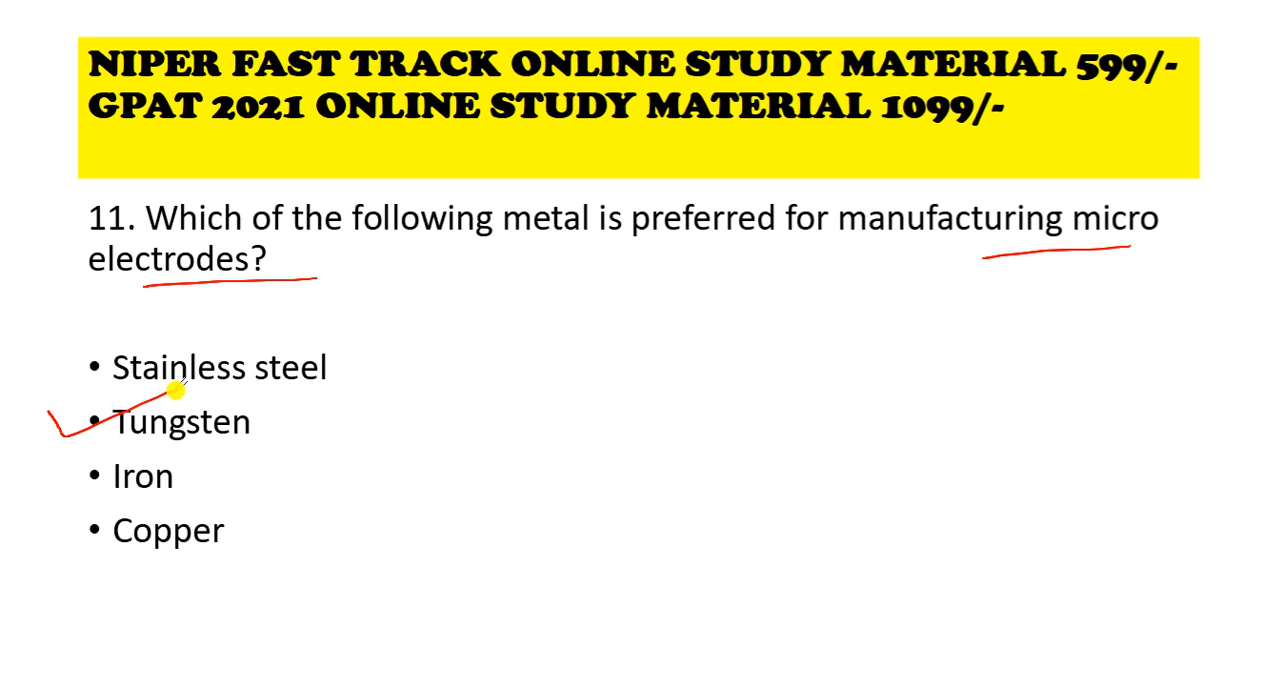 NIPER FAST TRACK ONLINE STUDY MATERIAL 599/-
GPAT 2021 ONLINE STUDY MATERIAL 1099/-
11. Which of the following metal is preferred for manufacturing micro
electrodes?
• Stainless steel
• Tungsten
• Iron
• Copper